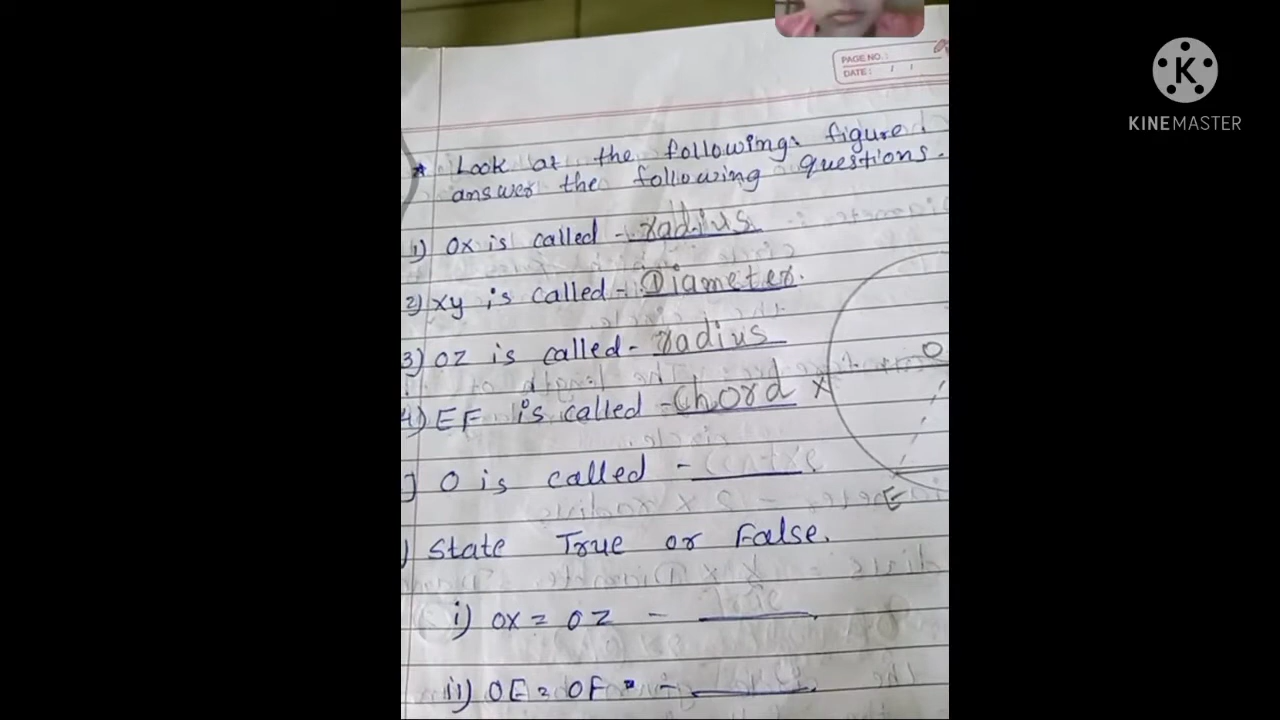 PAGE NO.:
DATE: / /
K
KINEMASTER
* Look at the following figure.
answer the following questions.
1) OX is called - radius
2) XY is called - Diameter.
3) OZ is called - radius
4) EF is called - Chord X
O
) O is called - Centre.
E
) State True or False.
i) OX = OZ - True
ii) OE = OF -